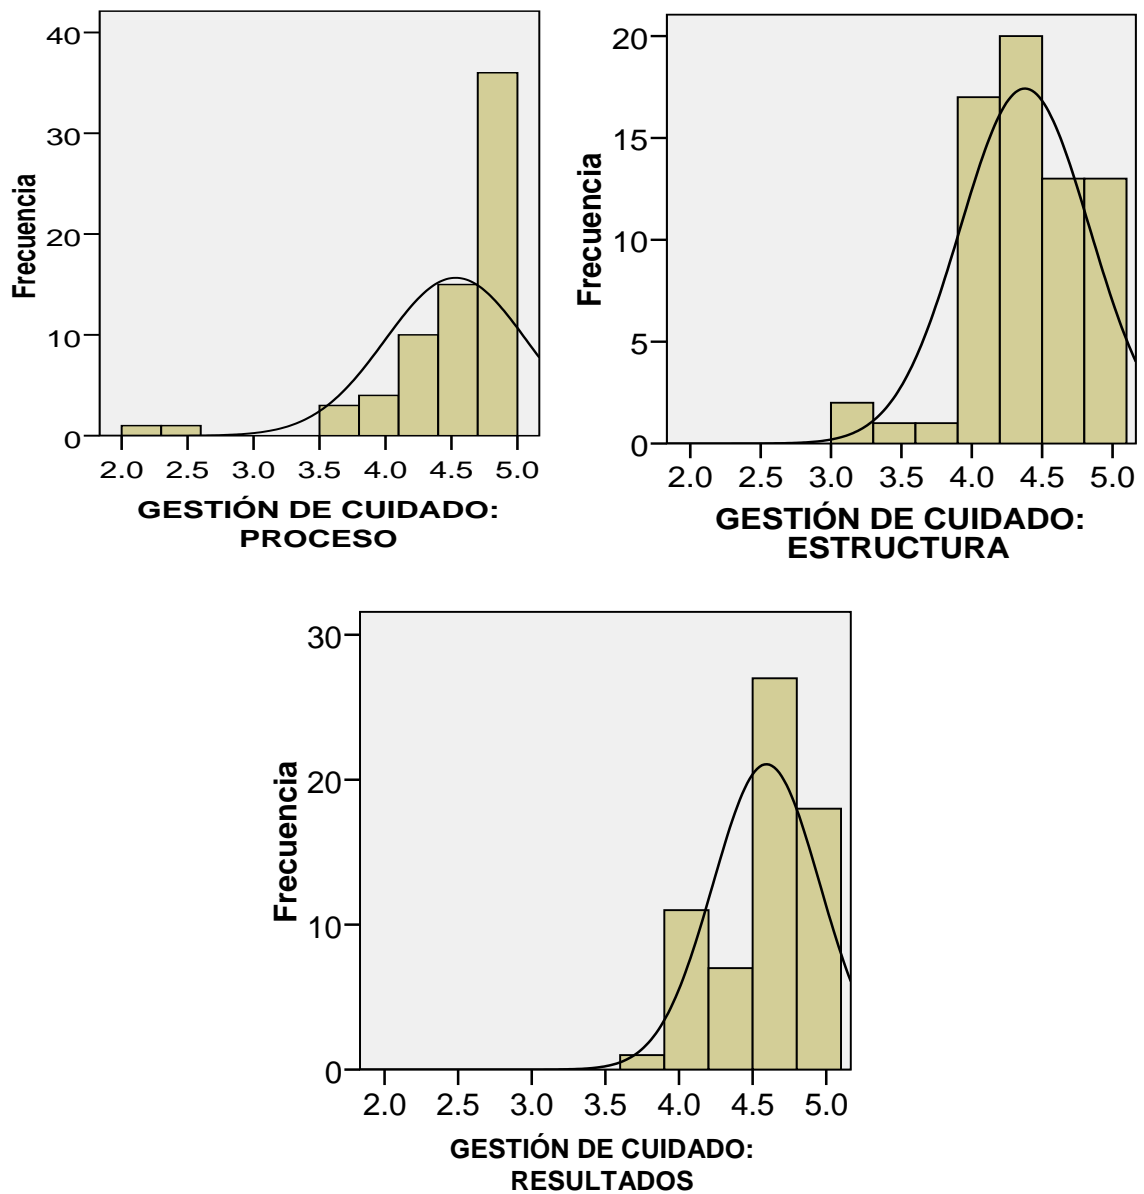 40
30
20
10
0
Frecuencia
2.0 2.5 3.0 3.5 4.0 4.5 5.0
GESTIÓN DE CUIDADO:
PROCESO
20
15
10
5
0
Frecuencia
2.0 2.5 3.0 3.5 4.0 4.5 5.0
GESTIÓN DE CUIDADO:
ESTRUCTURA
30
20
10
0
Frecuencia
2.0 2.5 3.0 3.5 4.0 4.5 5.0
GESTIÓN DE CUIDADO:
RESULTADOS